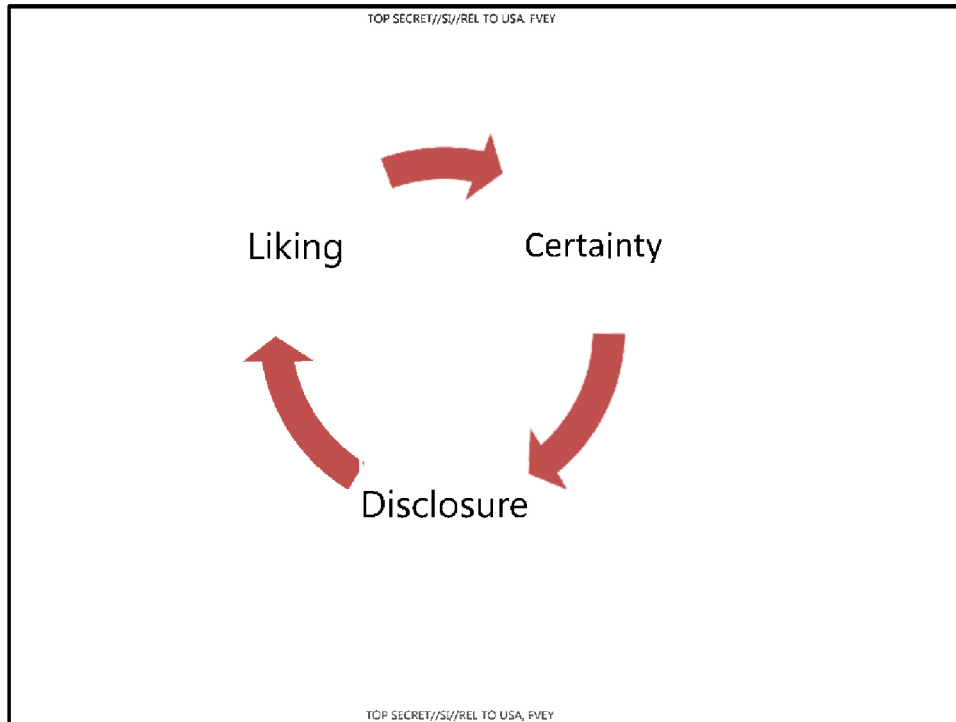 TOP SECRET//SI//REL TO USA, FVEY
Liking
Certainty
Disclosure
TOP SECRET//SI//REL TO USA, FVEY